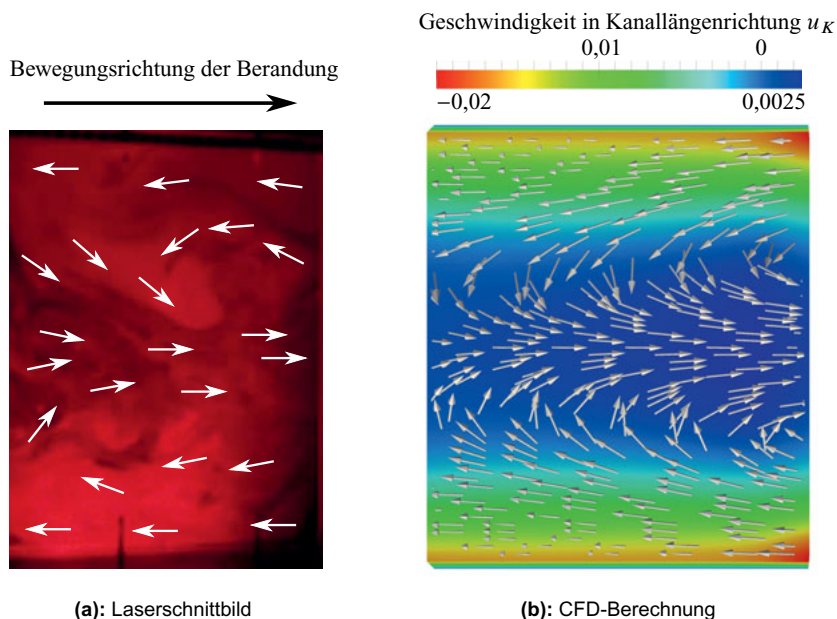 Geschwindigkeit in Kanallängenrichtung u_K
0,01 0
Bewegungsrichtung der Berandung
−0,02 0,0025
(a): Laserschnittbild
(b): CFD-Berechnung